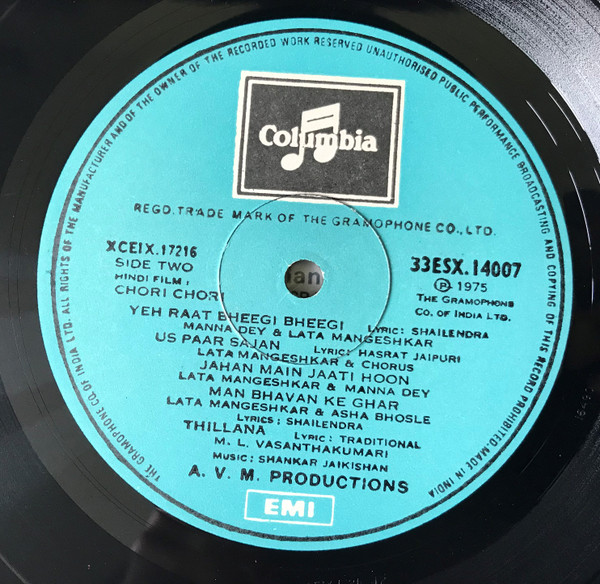 THE GRAMOPHONE CO. OF INDIA LTD. ALL RIGHTS OF THE MANUFACTURER AND OF THE OWNER OF THE RECORDED WORK RESERVED UNAUTHORISED PUBLIC PERFORMANCE BROADCASTING AND COPYING OF THIS RECORD PROHIBITED·MADE IN INDIA
Columbia
REGD. TRADE MARK OF THE GRAMOPHONE CO., LTD.
XCEIX.17216
33ESX.14007
SIDE TWO
℗ 1975
HINDI FILM:
THE GRAMOPHONE
CHORI CHORI
CO. OF INDIA LTD.
YEH RAAT BHEEGI BHEEGI LYRIC: SHAILENDRA
MANNA DEY & LATA MANGESHKAR
US PAAR SAJAN LYRIC: HASRAT JAIPURI
LATA MANGESHKAR & CHORUS
JAHAN MAIN JAATI HOON
LATA MANGESHKAR & MANNA DEY
MAN BHAVAN KE GHAR
LATA MANGESHKAR & ASHA BHOSLE
LYRICS: SHAILENDRA
THILLANA LYRIC: TRADITIONAL
M. L. VASANTHAKUMARI
MUSIC: SHANKAR JAIKISHAN
A. V. M. PRODUCTIONS
EMI